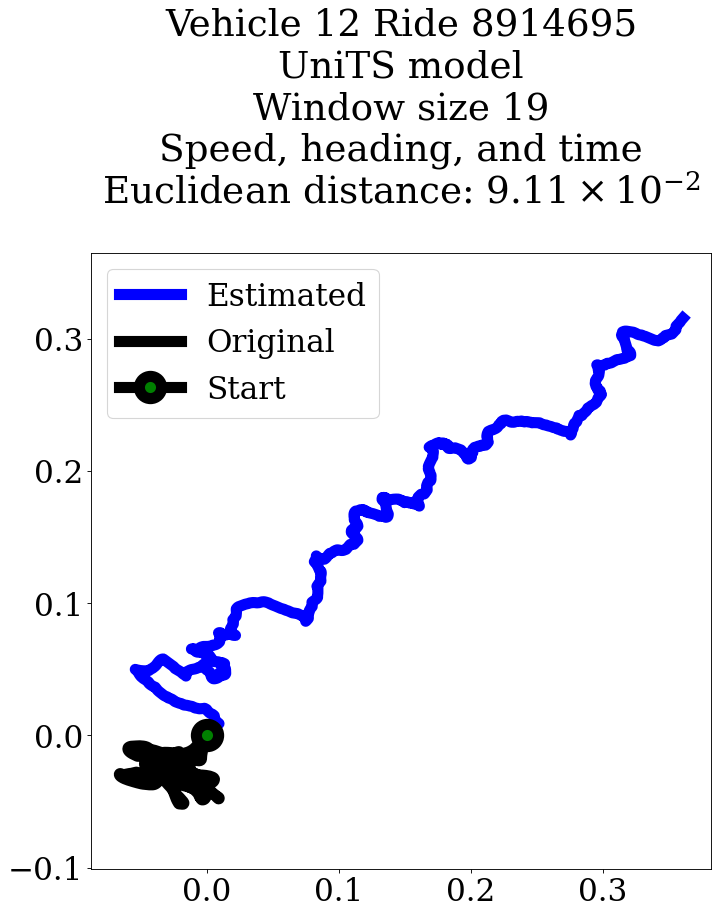 Vehicle 12 Ride 8914695
UniTS model
Window size 19
Speed, heading, and time
Euclidean distance: 9.11 × 10⁻²
Estimated
Original
Start
0.3
0.2
0.1
0.0
−0.1
0.0 0.1 0.2 0.3